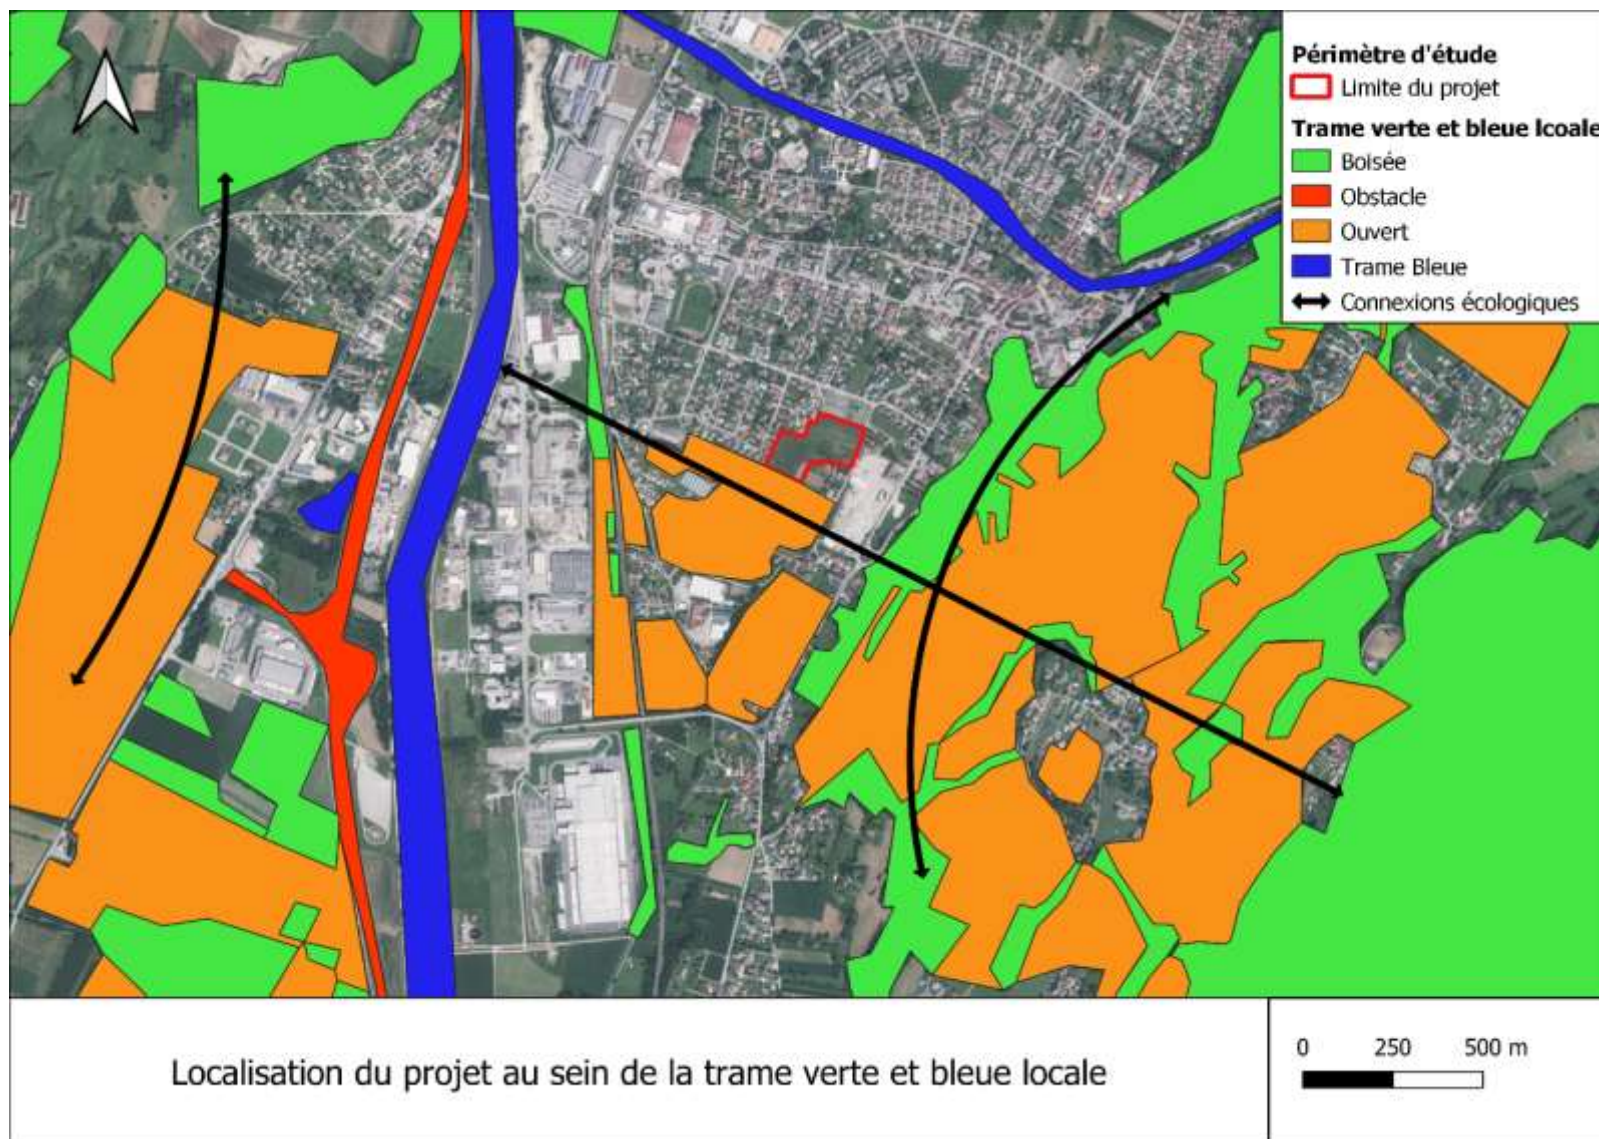 Périmètre d'étude
Limite du projet
Trame verte et bleue lcoale
Boisée
Obstacle
Ouvert
Trame Bleue
Connexions écologiques
Localisation du projet au sein de la trame verte et bleue locale
0 250 500 m